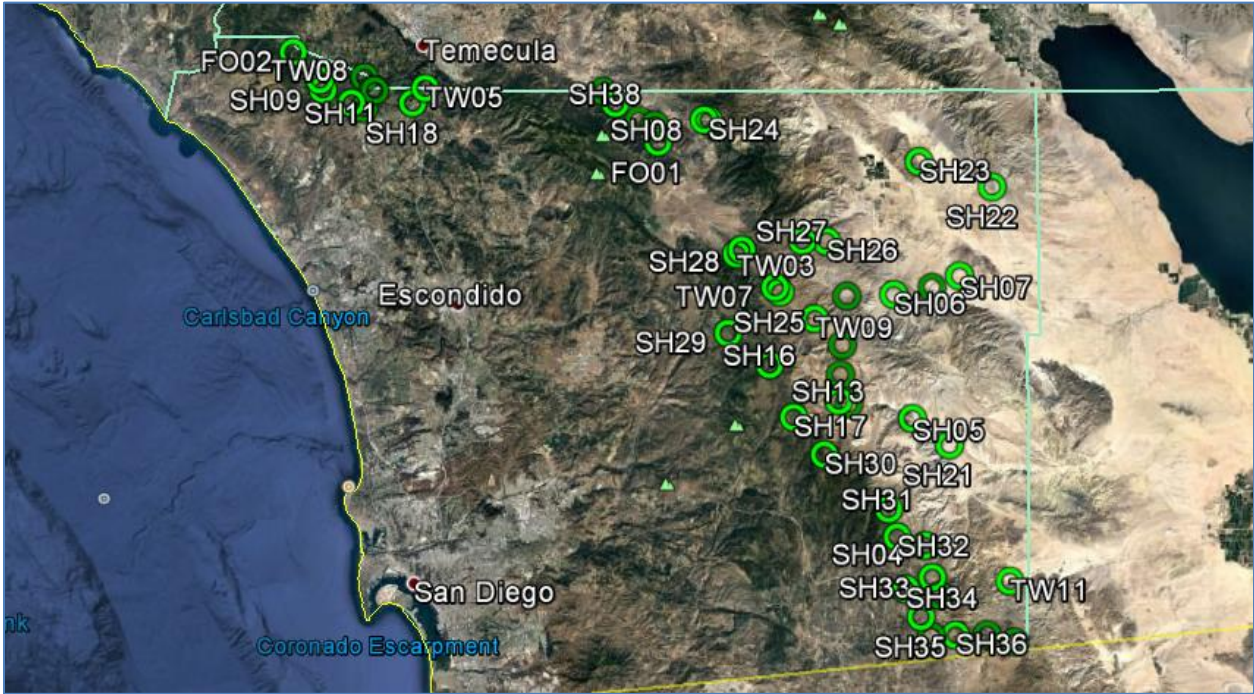 Temecula
FO02
TW08
SH09
SH11
TW05
SH18
SH38
SH08
SH24
FO01
SH23
SH22
SH27
SH26
SH28
TW03
TW07
SH07
SH06
Escondido
Carlsbad Canyon
SH25
TW09
SH29
SH16
SH13
SH17
SH05
SH30
SH21
SH31
SH04
SH32
SH33
SH34
TW11
San Diego
nk
Coronado Escarpment
SH35
SH36